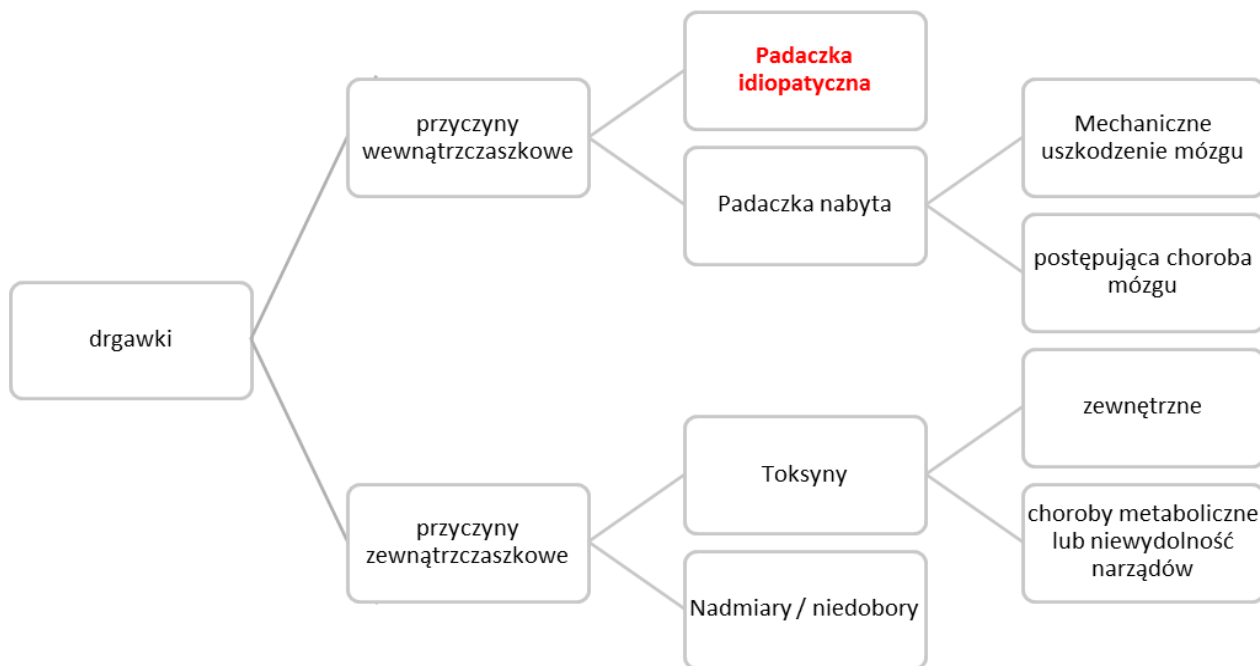 drgawki
przyczyny
wewnątrzczaszkowe
Padaczka
idiopatyczna
Padaczka nabyta
Mechaniczne
uszkodzenie mózgu
postępująca choroba
mózgu
przyczyny
zewnątrzczaszkowe
Toksyny
zewnętrzne
choroby metaboliczne
lub niewydolność
narządów
Nadmiary / niedobory